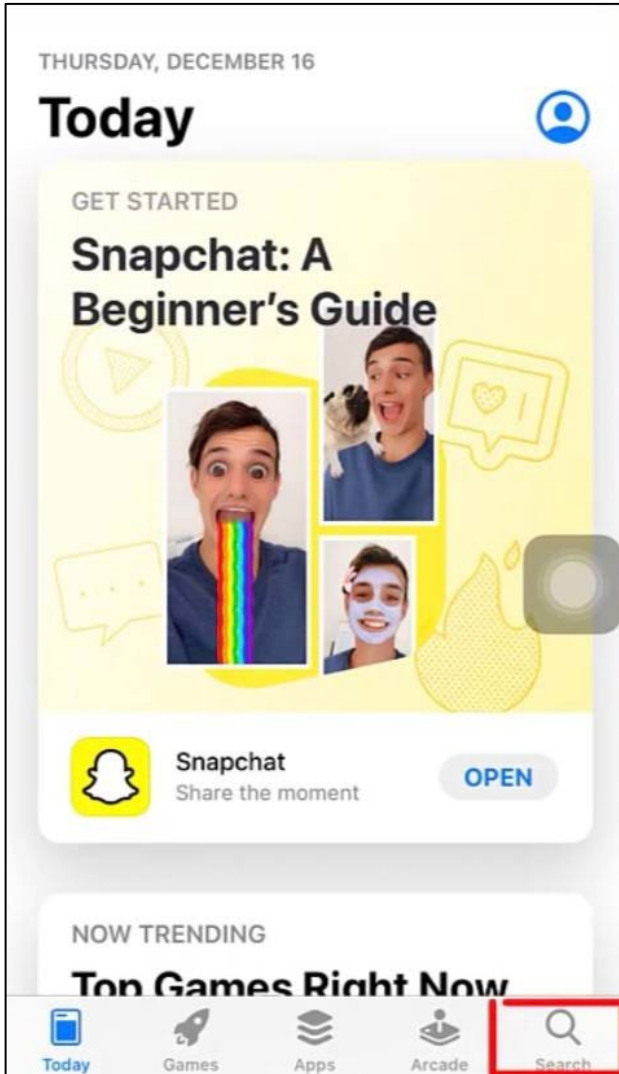 THURSDAY, DECEMBER 16
Today
GET STARTED
Snapchat: A
Beginner's Guide
Snapchat
Share the moment
OPEN
NOW TRENDING
Top Games Right Now
Today
Games
Apps
Arcade
Search